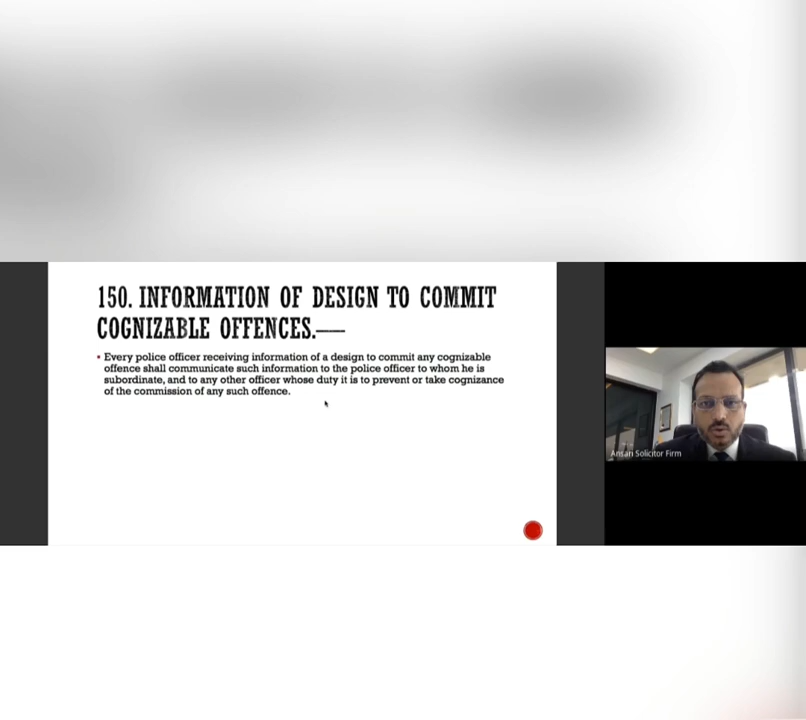 150. INFORMATION OF DESIGN TO COMMIT
COGNIZABLE OFFENCES.—
• Every police officer receiving information of a design to commit any cognizable
offence shall communicate such information to the police officer to whom he is
subordinate, and to any other officer whose duty it is to prevent or take cognizance
of the commission of any such offence.
Ansari Solicitor Firm